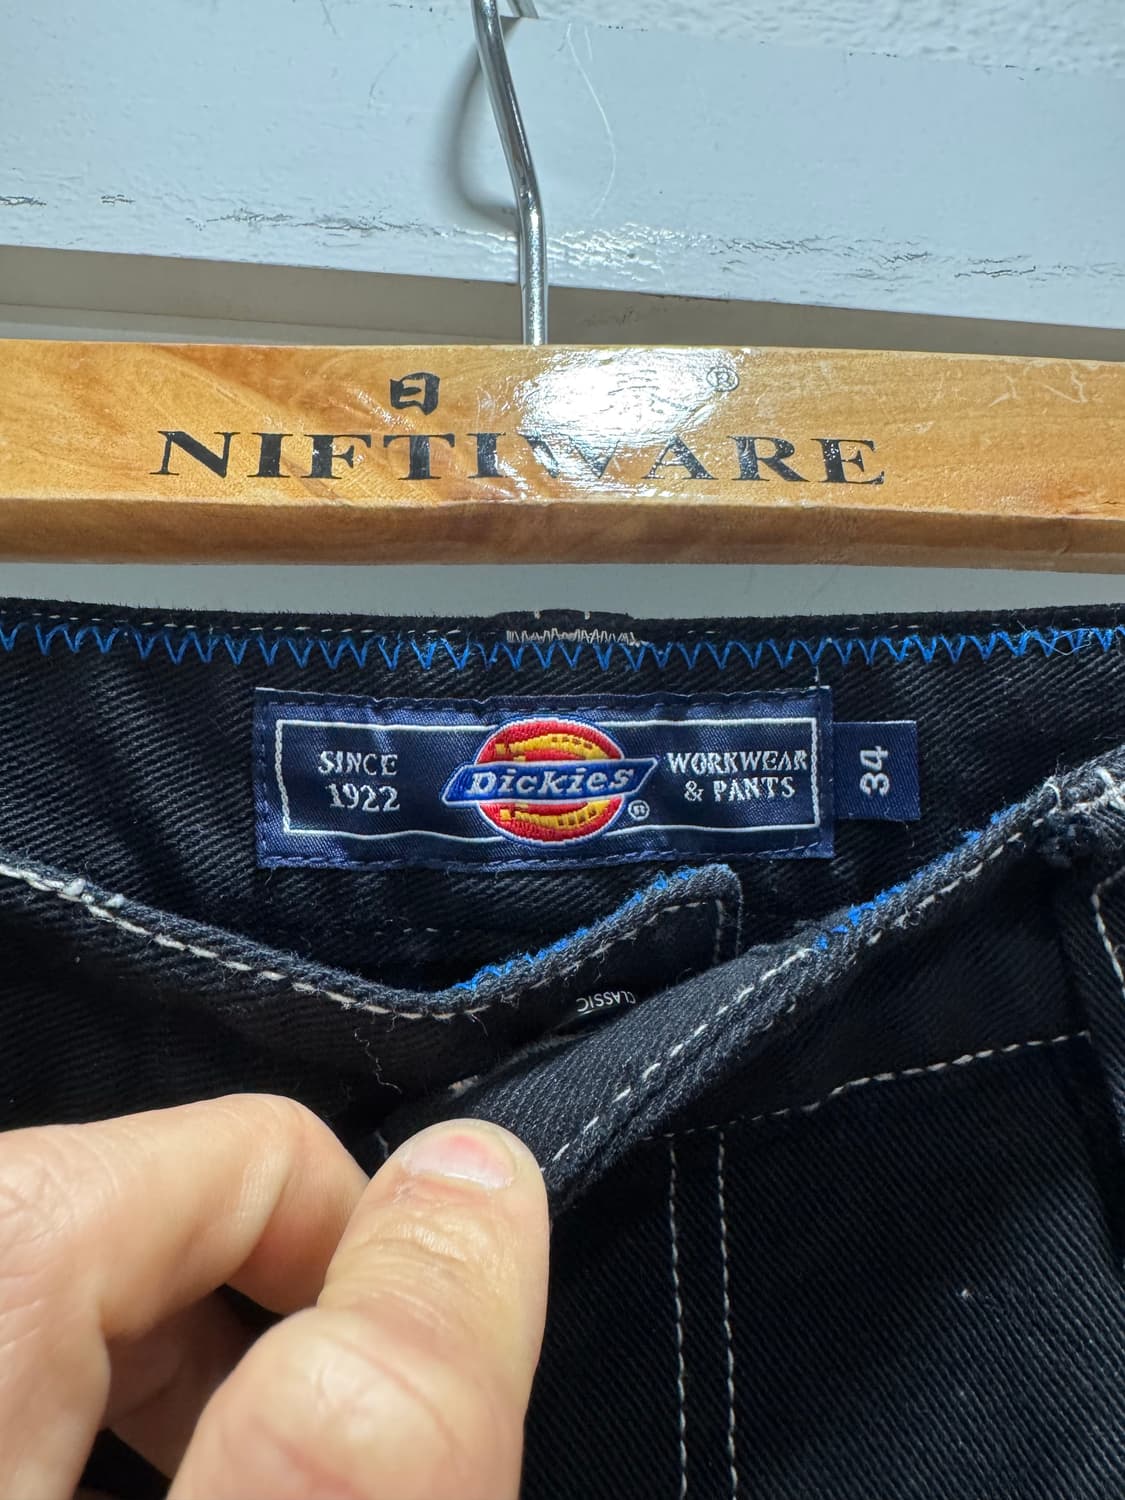 ®
NIFTIWARE
SINCE
1922
Dickies®
WORKWEAR
& PANTS
34
CLASSIC